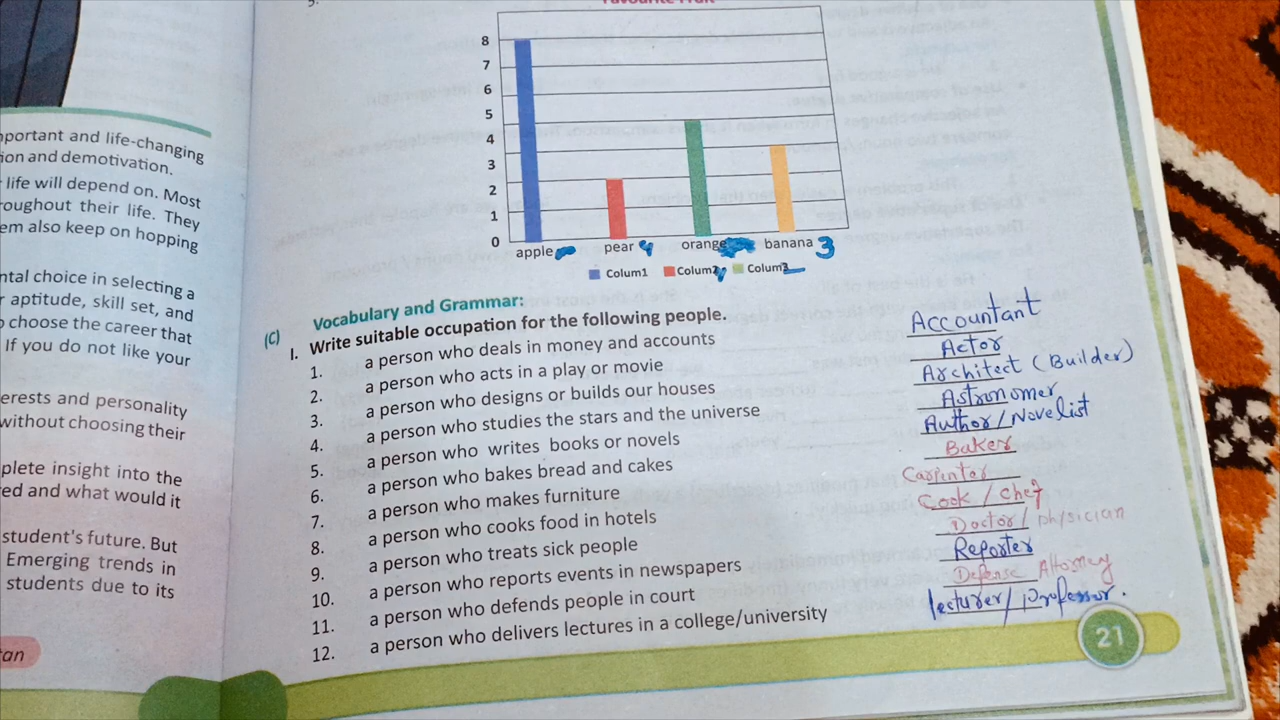 portant and life-changing
ion and demotivation.
life will depend on. Most
roughout their life. They
em also keep on hopping
ntal choice in selecting a
r aptitude, skill set, and
o choose the career that
If you do not like your
erests and personality
without choosing their
plete insight into the
ed and what would it
student's future. But
Emerging trends in
students due to its
tan
Favourite Fruit
8
7
6
5
4
3
2
1
0
apple pear 4 orange banana 3
Colum1 Colum2 Colum3
(C) Vocabulary and Grammar:
I. Write suitable occupation for the following people.
1. a person who deals in money and accounts Accountant
2. a person who acts in a play or movie Actor
3. a person who designs or builds our houses Architect (Builder)
4. a person who studies the stars and the universe Astronomer
5. a person who writes books or novels Author/Novelist
6. a person who bakes bread and cakes Baker
7. a person who makes furniture Carpenter
8. a person who cooks food in hotels Cook / Chef
9. a person who treats sick people Doctor/physician
10. a person who reports events in newspapers Reporter
11. a person who defends people in court Defense Attorney
12. a person who delivers lectures in a college/university lecturer/professor.
21